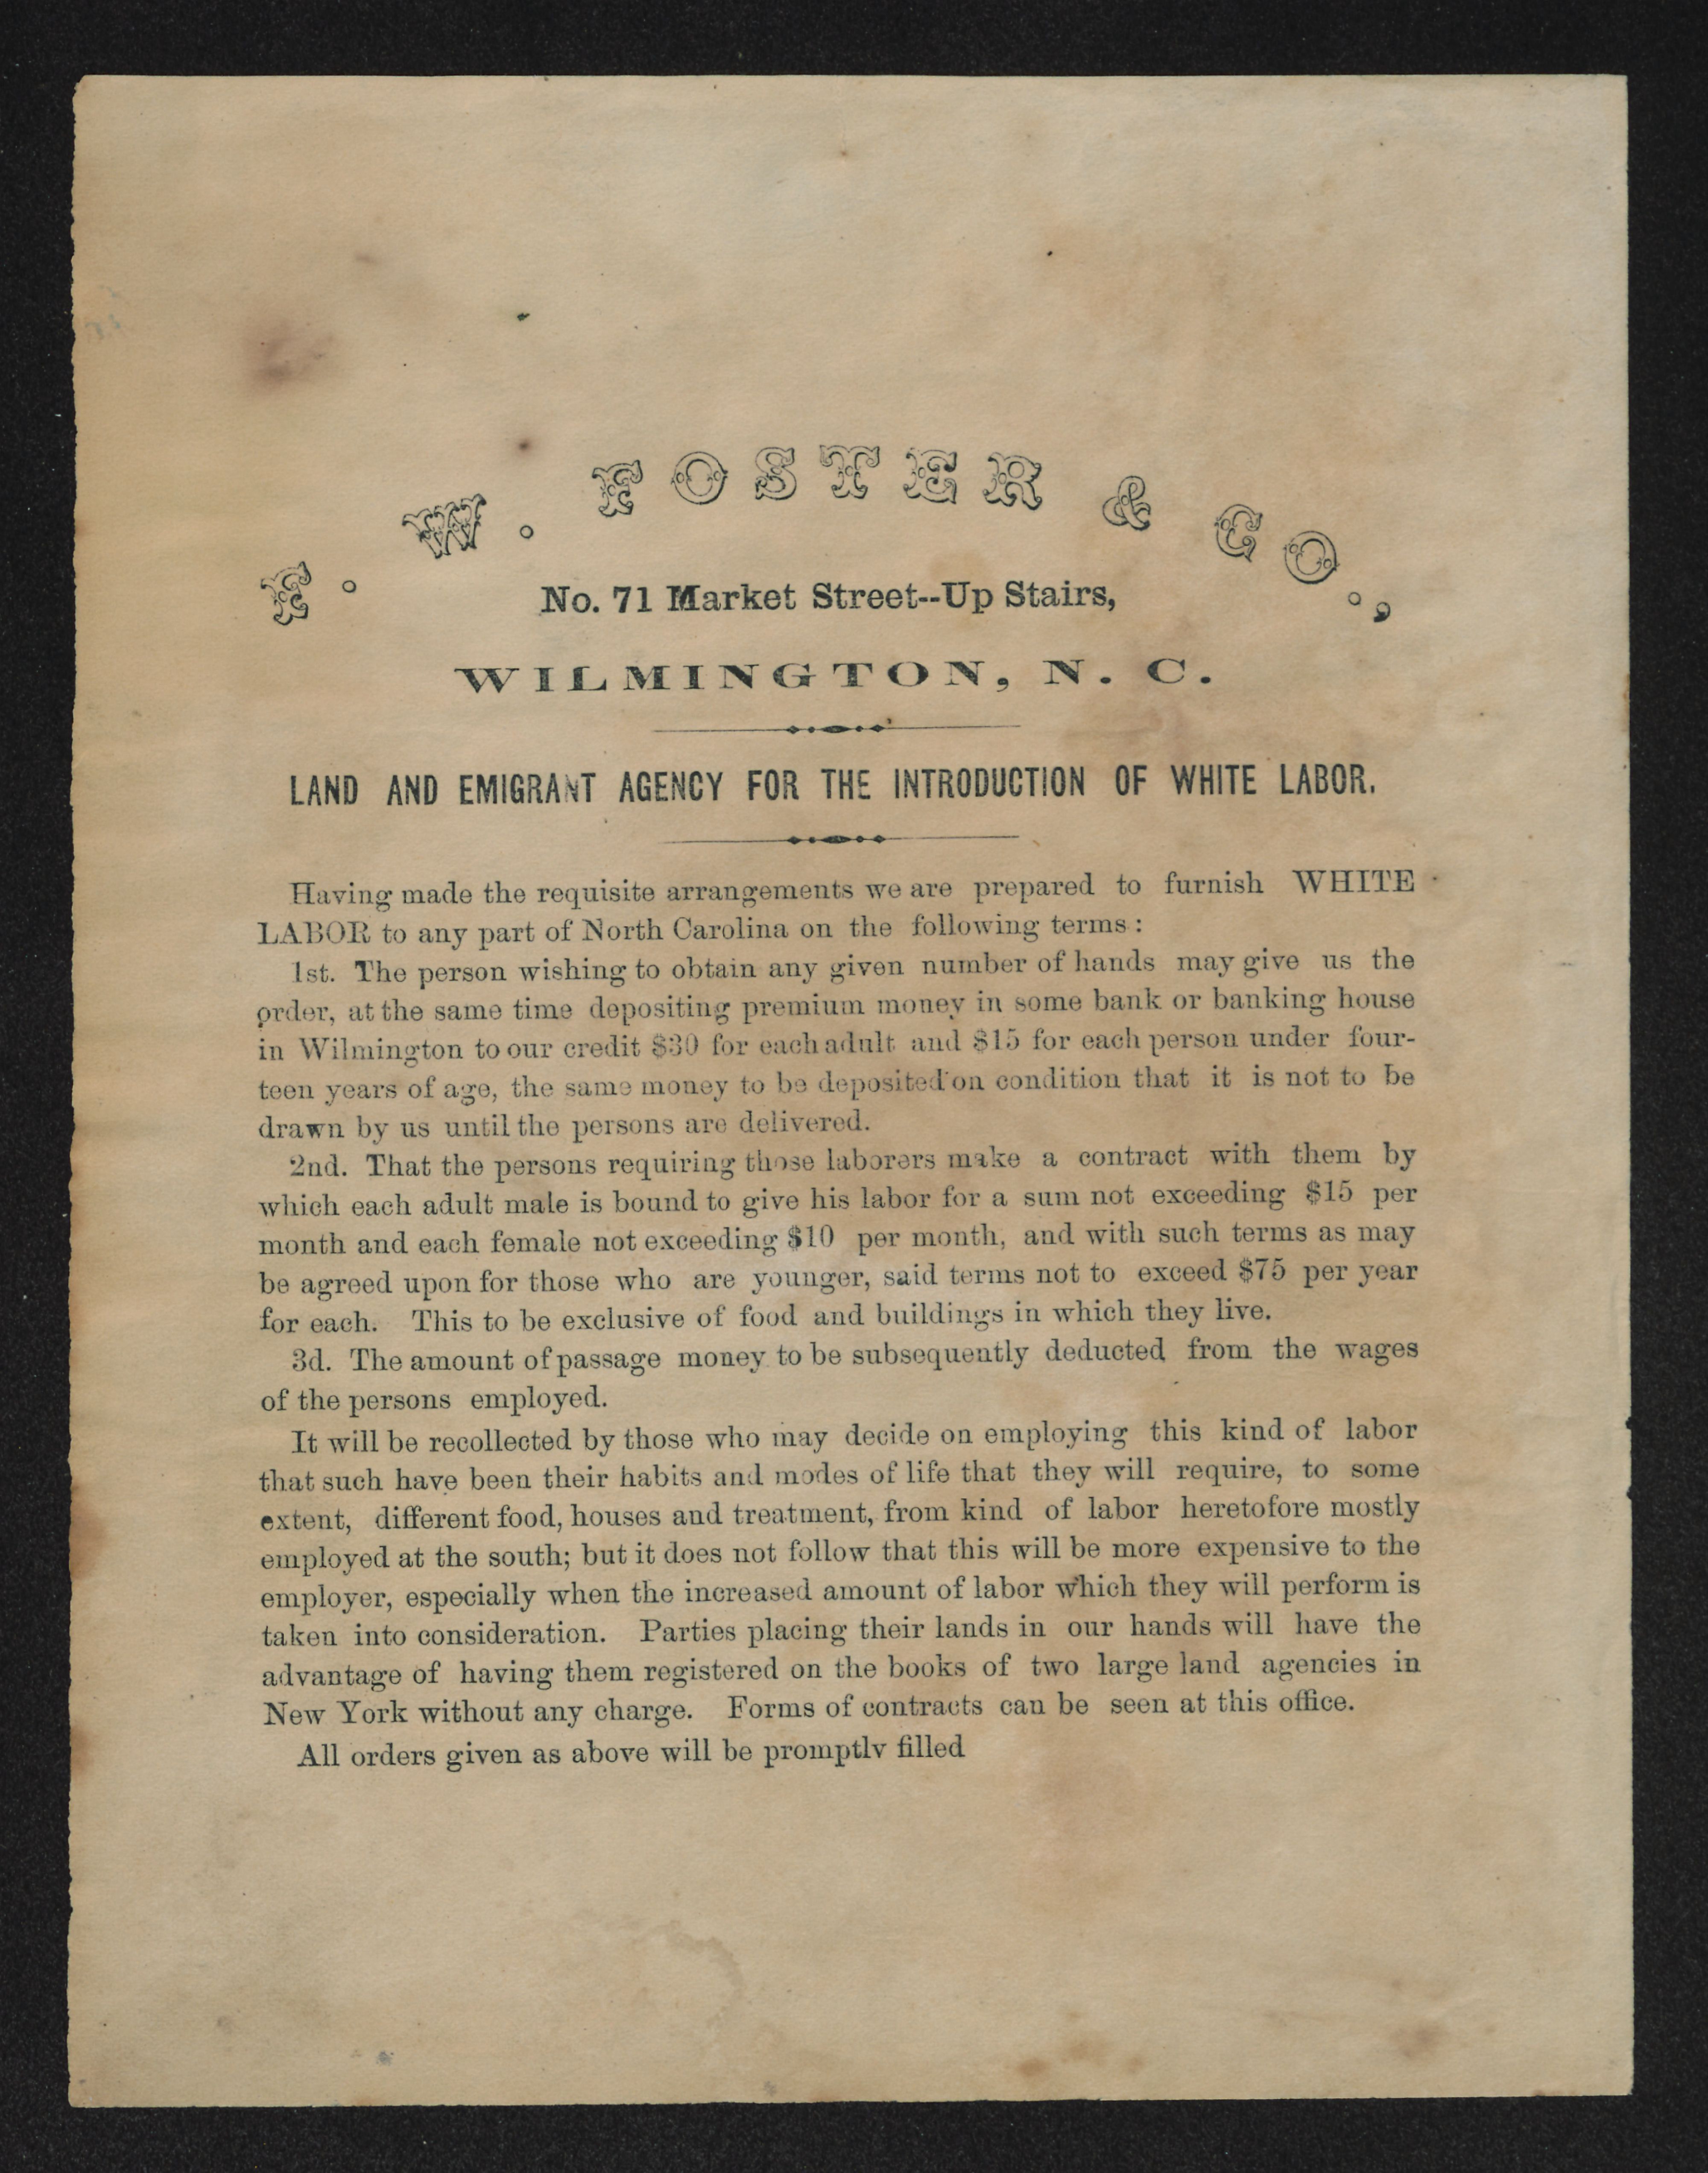 F. W. FOSTER & CO.,
No. 71 Market Street--Up Stairs,
WILMINGTON, N. C.
LAND AND EMIGRANT AGENCY FOR THE INTRODUCTION OF WHITE LABOR.
Having made the requisite arrangements we are prepared to furnish WHITE
LABOR to any part of North Carolina on the following terms :
1st. The person wishing to obtain any given number of hands may give us the
order, at the same time depositing premium money in some bank or banking house
in Wilmington to our credit $30 for each adult and $15 for each person under four-
teen years of age, the same money to be deposited on condition that it is not to be
drawn by us until the persons are delivered.
2nd. That the persons requiring those laborers make a contract with them by
which each adult male is bound to give his labor for a sum not exceeding $15 per
month and each female not exceeding $10 per month, and with such terms as may
be agreed upon for those who are younger, said terms not to exceed $75 per year
for each. This to be exclusive of food and buildings in which they live.
3d. The amount of passage money to be subsequently deducted from the wages
of the persons employed.
It will be recollected by those who may decide on employing this kind of labor
that such have been their habits and modes of life that they will require, to some
extent, different food, houses and treatment, from kind of labor heretofore mostly
employed at the south; but it does not follow that this will be more expensive to the
employer, especially when the increased amount of labor which they will perform is
taken into consideration. Parties placing their lands in our hands will have the
advantage of having them registered on the books of two large land agencies in
New York without any charge. Forms of contracts can be seen at this office.
All orders given as above will be promptly filled